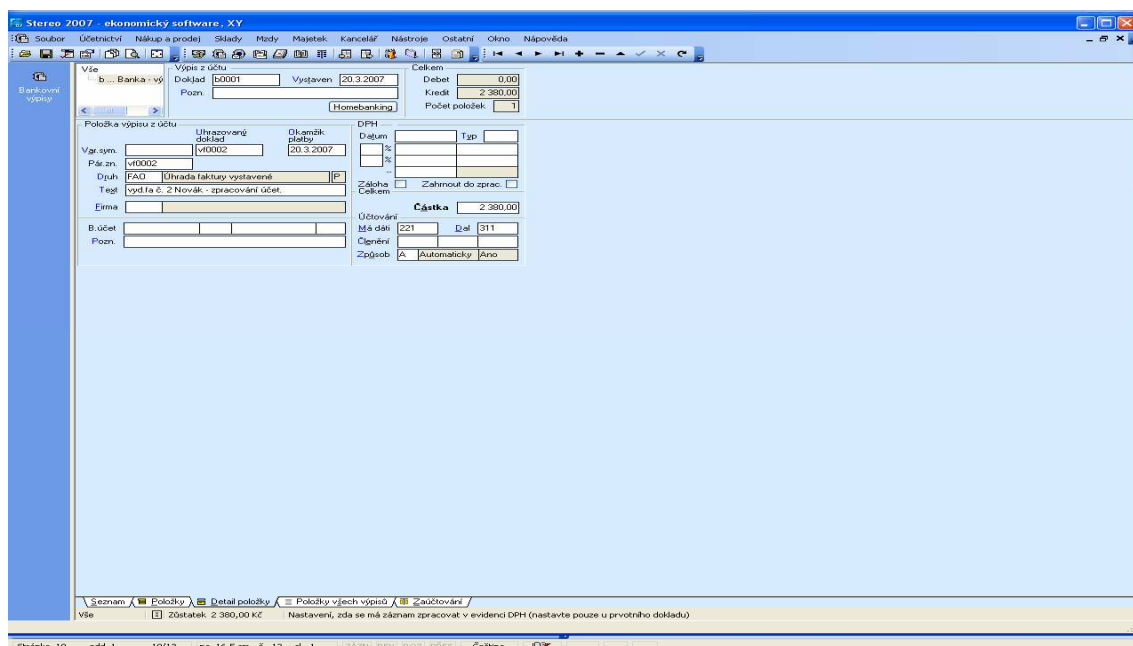 Stereo 2007 - ekonomický software, XY
Soubor Účetnictví Nákup a prodej Sklady Mzdy Majetek Kancelář Nástroje Ostatní Okno Nápověda
Bankovní výpisy
Vše
b ... Banka - vý
Výpis z účtu
Doklad b0001 Vystaven 20.3.2007
Pozn.
Homebanking
Celkem
Debet 0,00
Kredit 2 380,00
Počet položek 1
Položka výpisu z účtu
Uhrazovaný doklad Okamžik platby
Var.sym. vf0002 20.3.2007
Pár.zn. vf0002
Druh FAO Úhrada faktury vystavené P
Text vyd.fa č. 2 Novák - zpracování účet.
Firma
B.účet
Pozn.
DPH
Datum Typ
%
%
--
Záloha Zahrnout do zprac.
Celkem
Částka 2 380,00
Účtování
Má dáti 221 Dal 311
Členění
Způsob A Automaticky Ano
Seznam Položky Detail položky Položky všech výpisů Zaúčtování
Vše Zůstatek 2 380,00 Kč Nastavení, zda se má záznam zpracovat v evidenci DPH (nastavte pouze u prvotního dokladu)